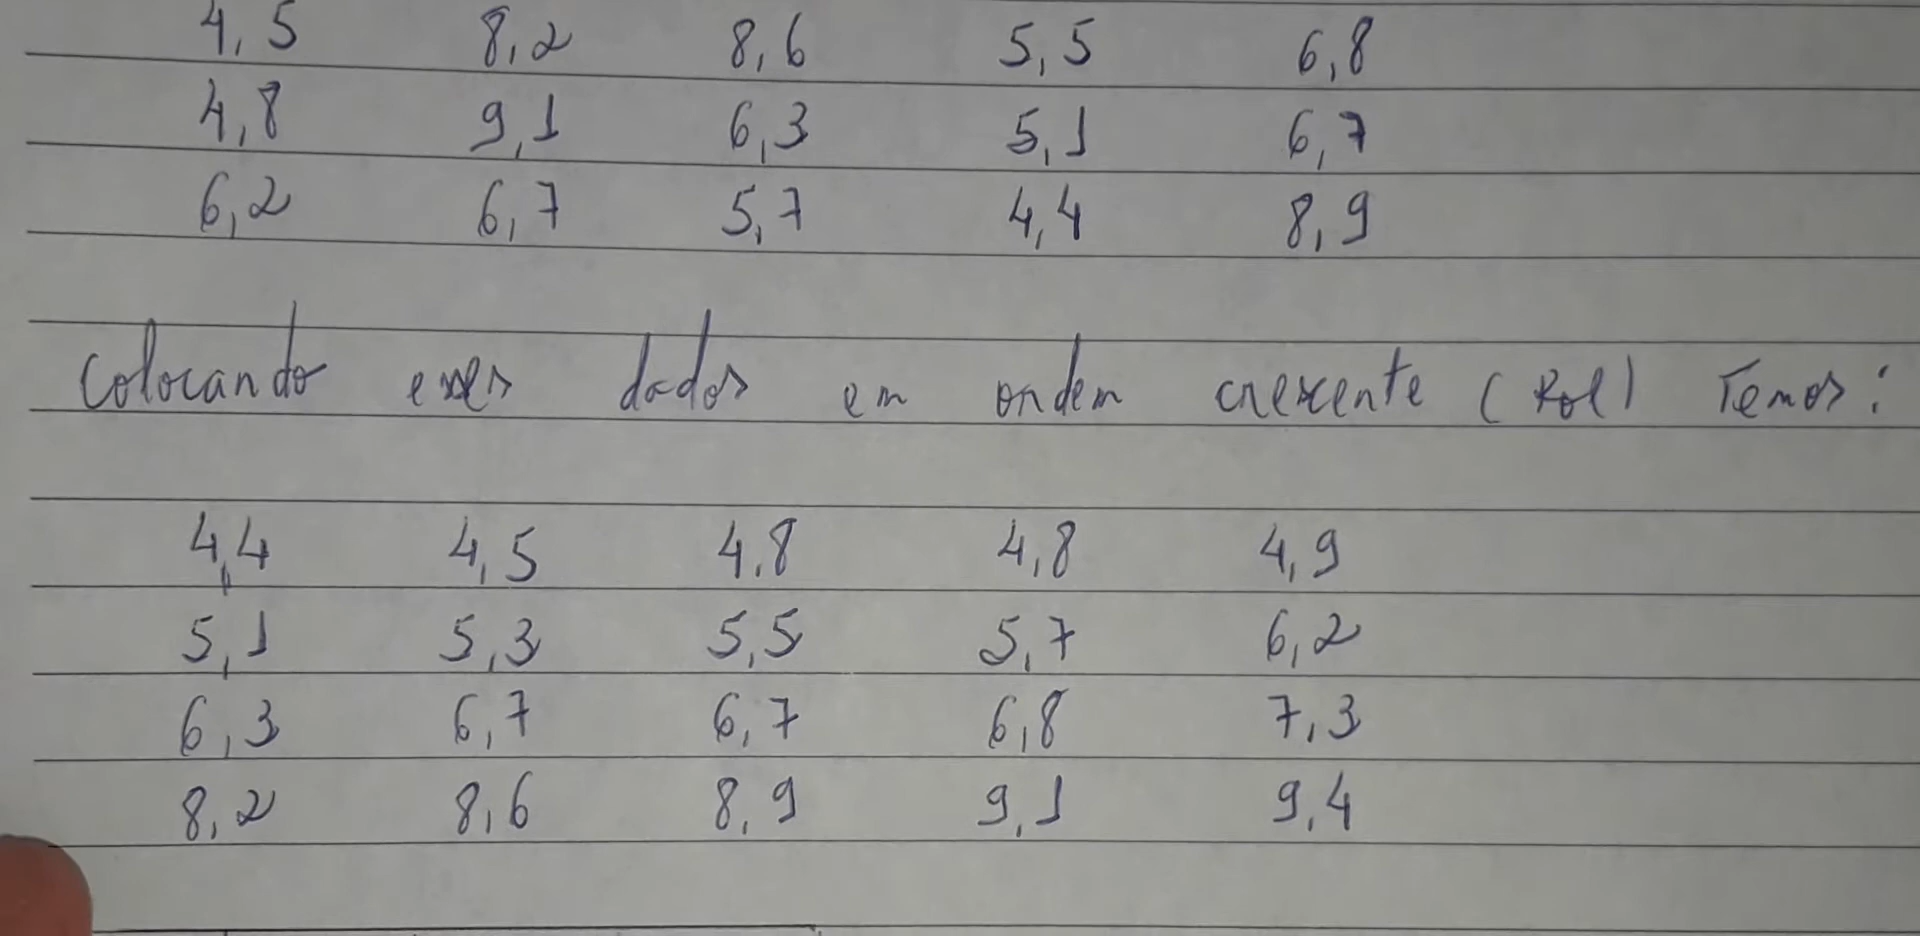 4,5 8,2 8,6 5,5 6,8
4,8 9,1 6,3 5,1 6,7
6,2 6,7 5,7 4,4 8,9
Colocando esses dados em ordem crescente (Rol) Temos:
4,4 4,5 4,8 4,8 4,9
5,1 5,3 5,5 5,7 6,2
6,3 6,7 6,7 6,8 7,3
8,2 8,6 8,9 9,1 9,4